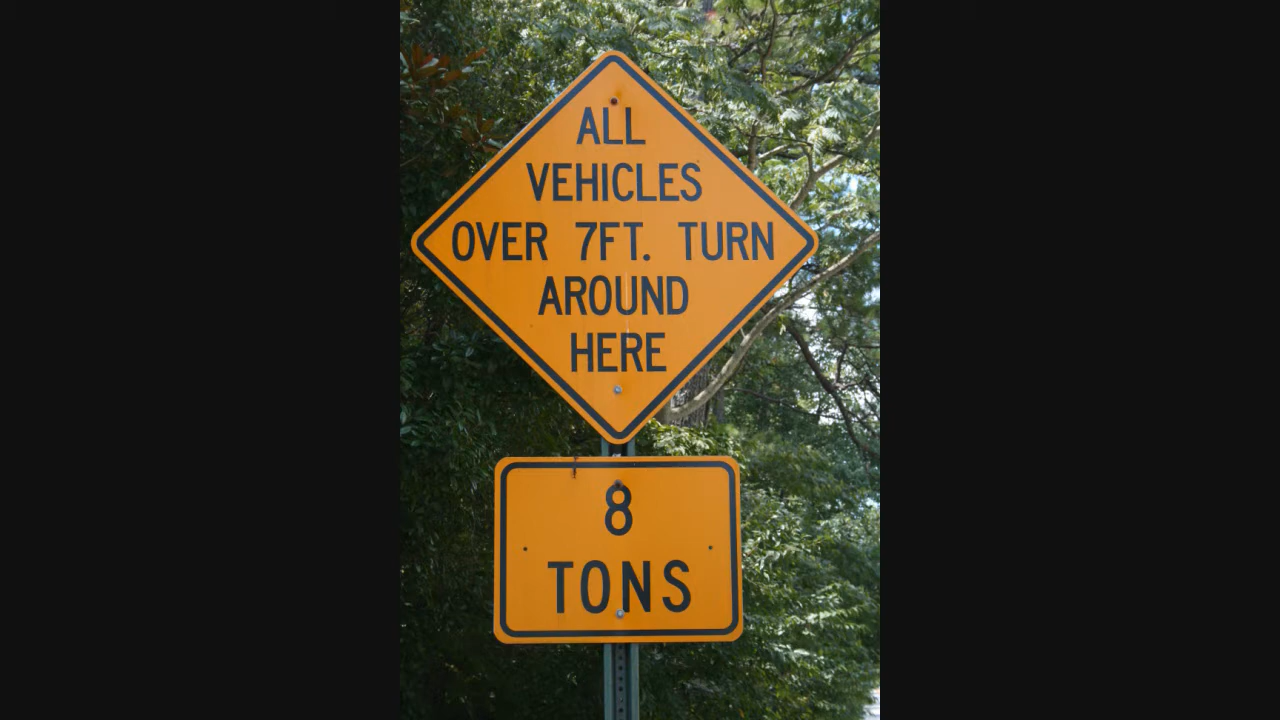 ALL
VEHICLES
OVER 7FT. TURN
AROUND
HERE
8
TONS